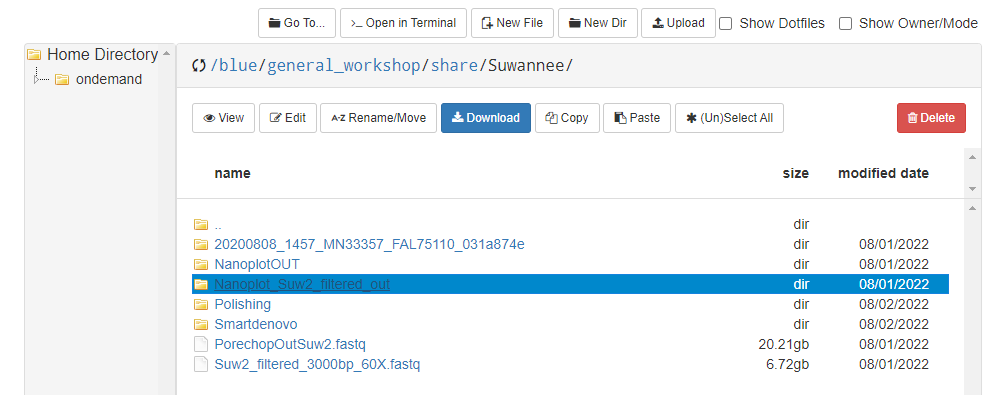 Go To... >_ Open in Terminal New File New Dir Upload Show Dotfiles Show Owner/Mode
Home Directory
ondemand
/blue/general_workshop/share/Suwannee/
View Edit A-Z Rename/Move Download Copy Paste (Un)Select All Delete
name size modified date
.. dir
20200808_1457_MN33357_FAL75110_031a874e dir 08/01/2022
NanoplotOUT dir 08/01/2022
Nanoplot_Suw2_filtered_out dir 08/01/2022
Polishing dir 08/02/2022
Smartdenovo dir 08/02/2022
PorechopOutSuw2.fastq 20.21gb 08/01/2022
Suw2_filtered_3000bp_60X.fastq 6.72gb 08/01/2022